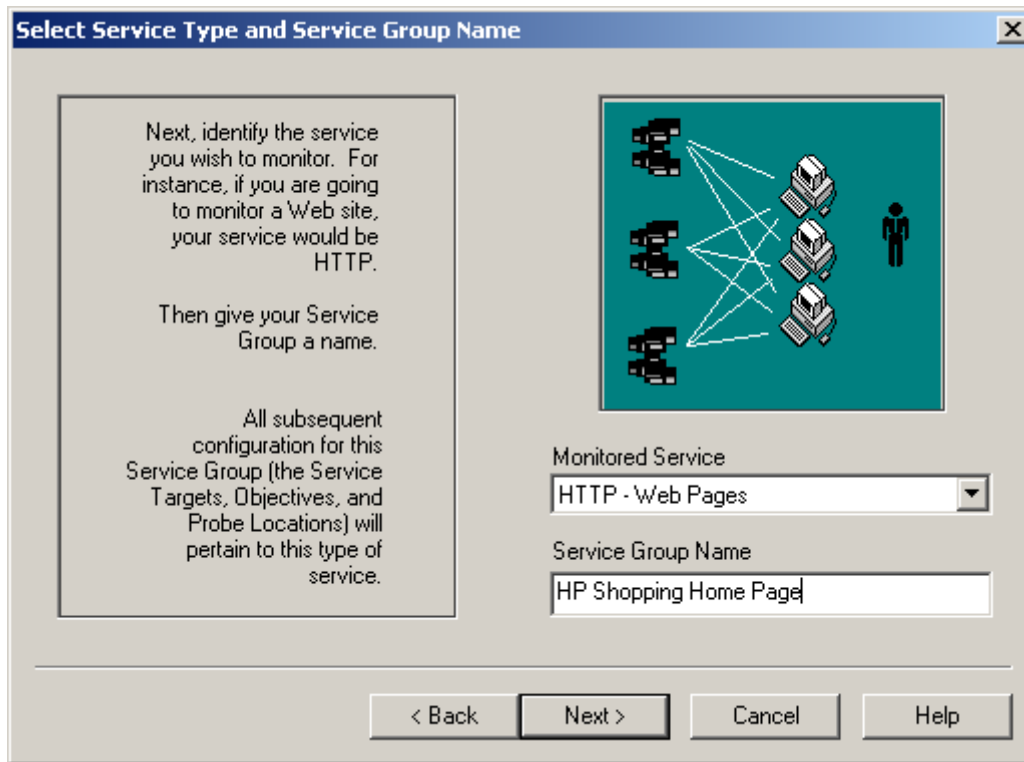 Select Service Type and Service Group Name
Next, identify the service
you wish to monitor.  For
instance, if you are going
to monitor a Web site,
your service would be
HTTP.
Then give your Service
Group a name.
All subsequent
configuration for this
Service Group (the Service
Targets, Objectives, and
Probe Locations) will
pertain to this type of
service.
Monitored Service
HTTP - Web Pages
Service Group Name
HP Shopping Home Page
< Back
Next >
Cancel
Help